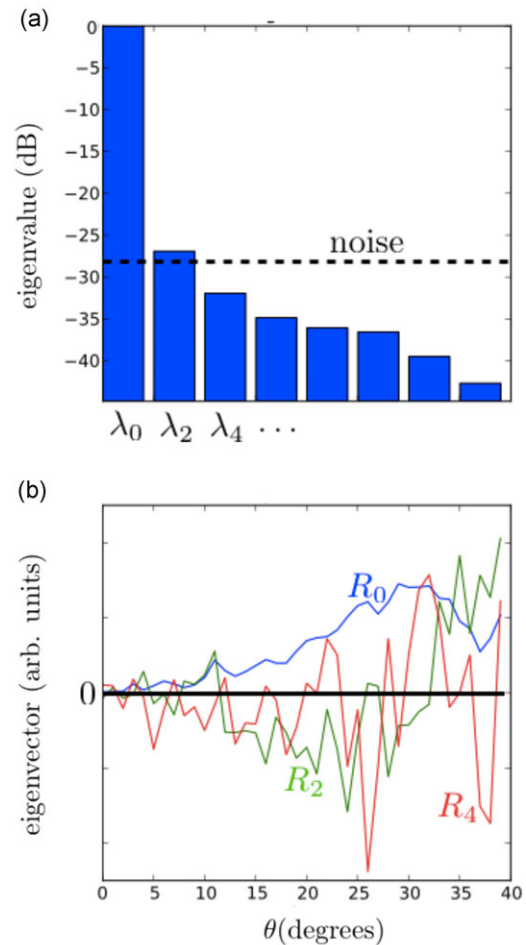 (a)
0
−5
−10
−15
−20
−25
−30
−35
−40
eigenvalue (dB)
noise
λ₀ λ₂ λ₄ ···
(b)
eigenvector (arb. units)
0
R₀
R₂
R₄
0 5 10 15 20 25 30 35 40
θ(degrees)